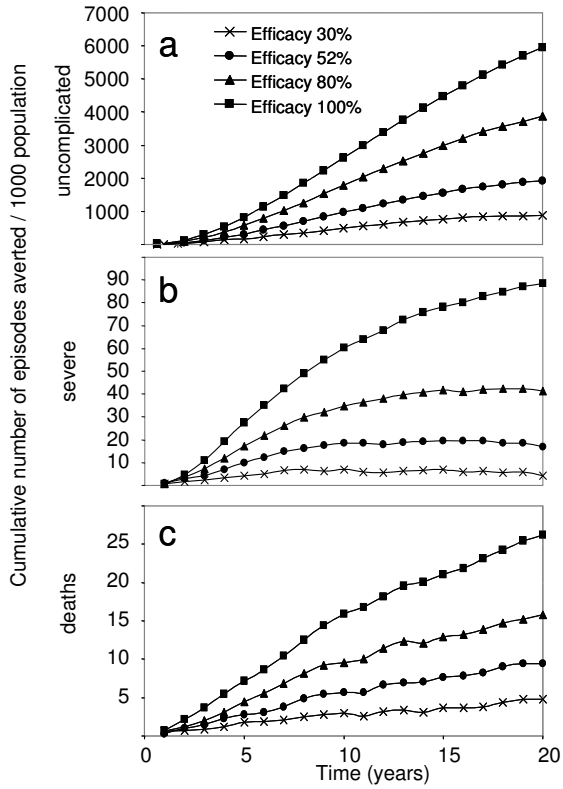 Cumulative number of episodes averted / 1000 population
uncomplicated
7000
6000
5000
4000
3000
2000
1000
a
Efficacy 30%
Efficacy 52%
Efficacy 80%
Efficacy 100%
severe
90
80
70
60
50
40
30
20
10
b
deaths
25
20
15
10
5
c
0
5
10
15
20
Time (years)